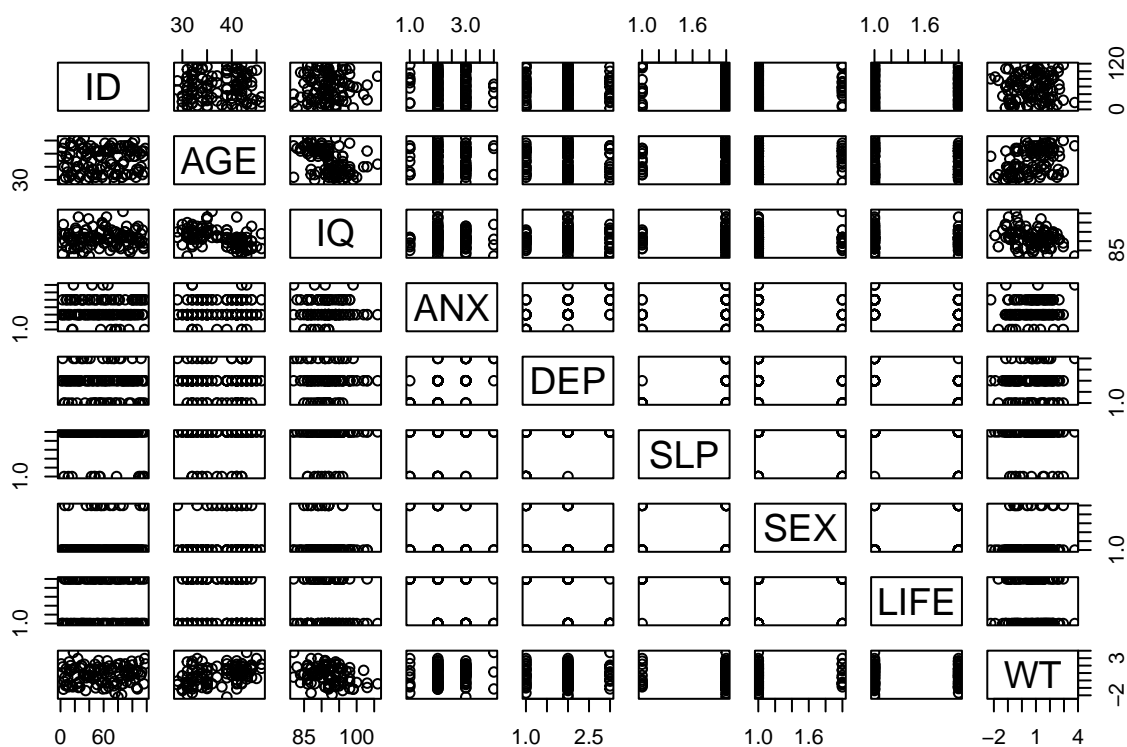 30 40 1.0 3.0 1.0 1.6 1.0 1.6
ID 0 120
30 AGE
IQ 85
1.0 ANX
DEP 1.0
1.0 SLP
SEX 1.0
1.0 LIFE
WT −2 3
0 60 85 100 1.0 2.5 1.0 1.6 −2 1 4